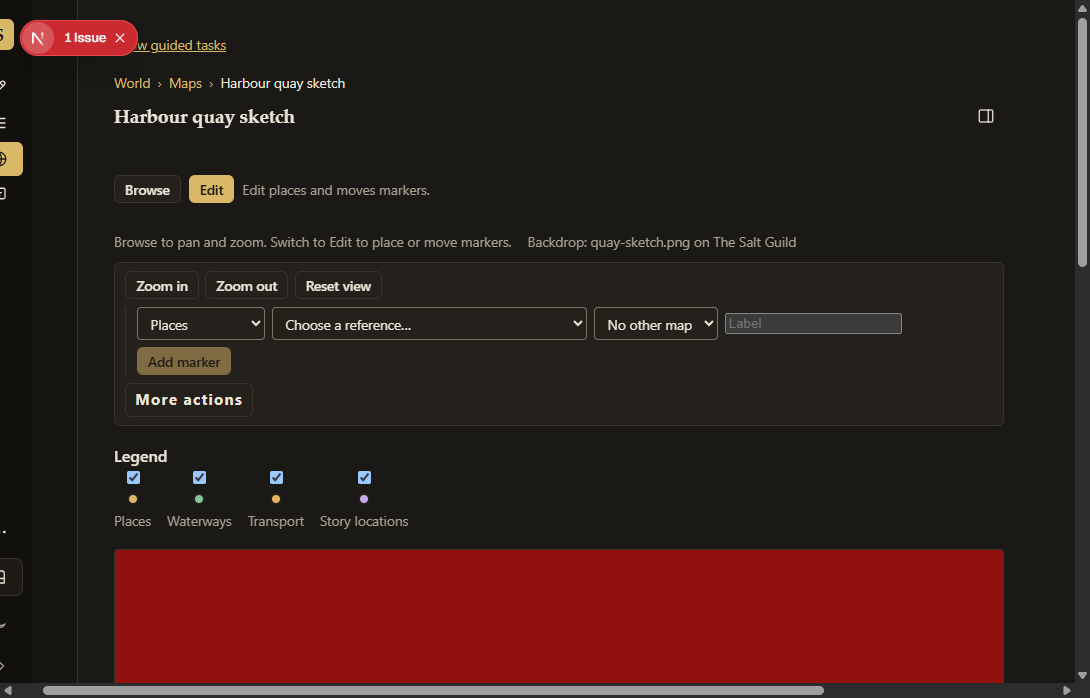 1 Issue
guided tasks
World › Maps › Harbour quay sketch
Harbour quay sketch
Browse
Edit
Edit places and moves markers.
Browse to pan and zoom. Switch to Edit to place or move markers.
Backdrop: quay-sketch.png on The Salt Guild
Zoom in
Zoom out
Reset view
Places
Choose a reference...
No other map
Label
Add marker
More actions
Legend
Places
Waterways
Transport
Story locations